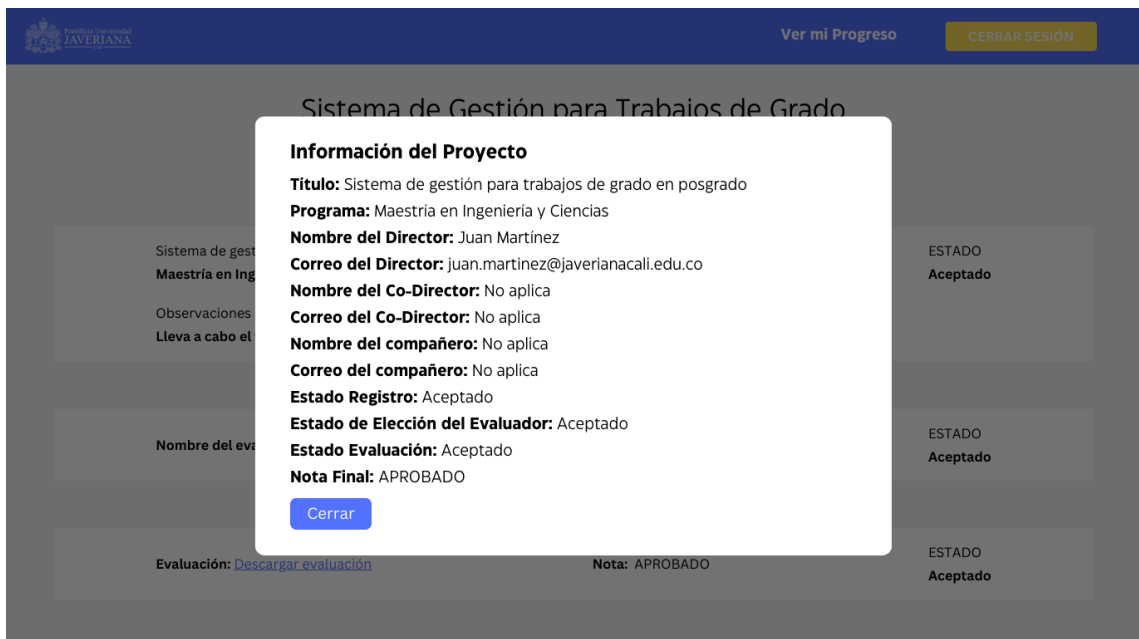 Pontificia Universidad
JAVERIANA
Cali
Ver mi Progreso
CERRAR SESIÓN
Sistema de Gestión para Trabajos de Grado
Información del Proyecto
Título: Sistema de gestión para trabajos de grado en posgrado
Programa: Maestría en Ingeniería y Ciencias
Nombre del Director: Juan Martínez
Correo del Director: juan.martinez@javerianacali.edu.co
Nombre del Co-Director: No aplica
Correo del Co-Director: No aplica
Nombre del compañero: No aplica
Correo del compañero: No aplica
Estado Registro: Aceptado
Estado de Elección del Evaluador: Aceptado
Estado Evaluación: Aceptado
Nota Final: APROBADO
Cerrar
Sistema de gest
Maestría en Ing
Observaciones
Lleva a cabo el
ESTADO
Aceptado
Nombre del eva
ESTADO
Aceptado
Evaluación: Descargar evaluación
Nota: APROBADO
ESTADO
Aceptado